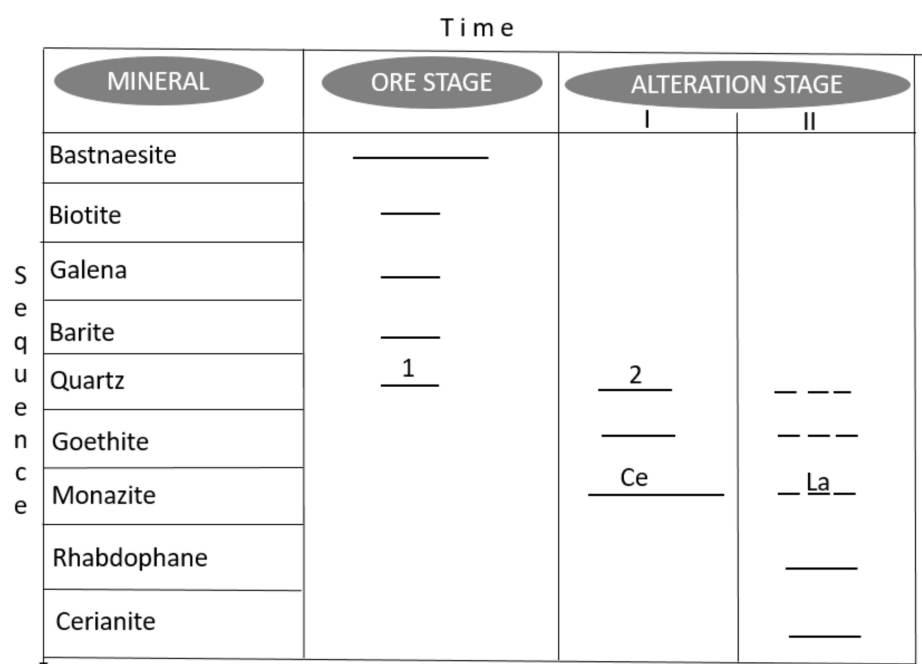 Time
MINERAL ORE STAGE ALTERATION STAGE
I II
Bastnaesite
Biotite
Galena
Barite
Quartz 1 2
Goethite
Monazite Ce La
Rhabdophane
Cerianite
Sequence